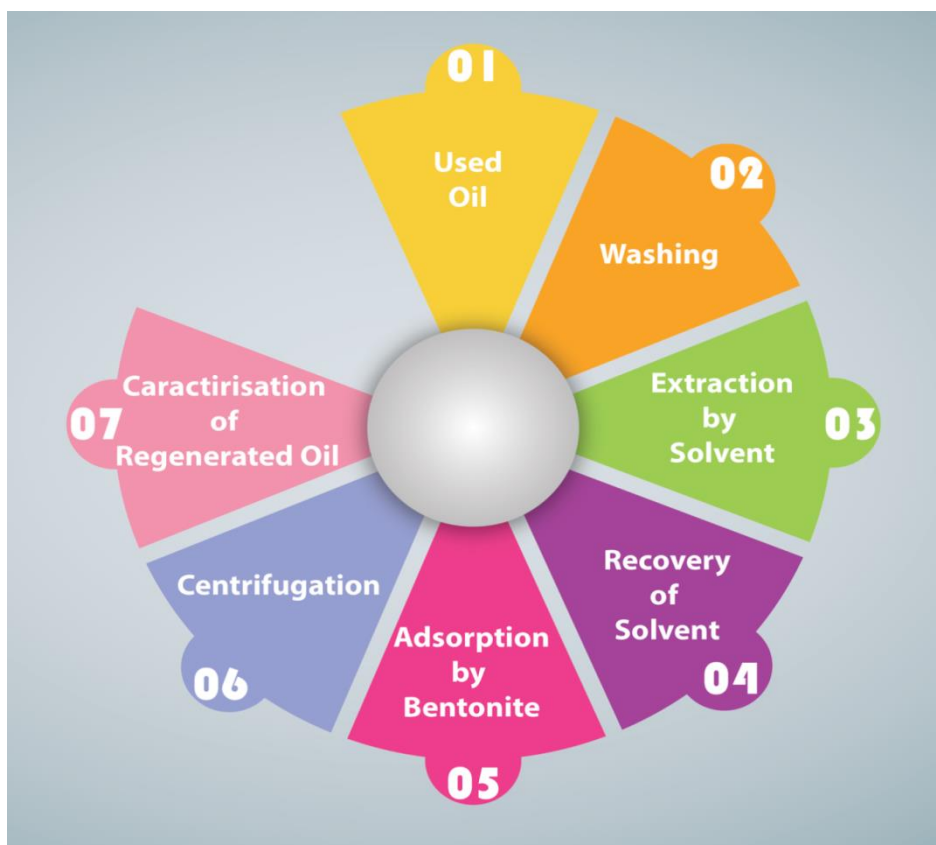 01
Used
Oil
02
Washing
03
Extraction
by
Solvent
04
Recovery
of
Solvent
05
Adsorption
by
Bentonite
06
Centrifugation
07
Caractirisation
of
Regenerated Oil